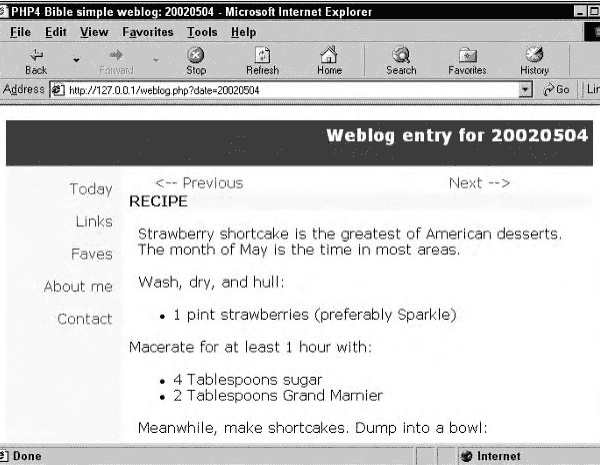 PHP4 Bible simple weblog: 20020504 - Microsoft Internet Explorer
File Edit View Favorites Tools Help
Back Forward Stop Refresh Home Search Favorites History
Address http://127.0.0.1/weblog.php?date=20020504 Go
Weblog entry for 20020504
<-- Previous Next -->
Today
RECIPE
Links
Faves
About me
Contact
Strawberry shortcake is the greatest of American desserts.
The month of May is the time in most areas.
Wash, dry, and hull:
• 1 pint strawberries (preferably Sparkle)
Macerate for at least 1 hour with:
• 4 Tablespoons sugar
• 2 Tablespoons Grand Marnier
Meanwhile, make shortcakes. Dump into a bowl:
Done Internet